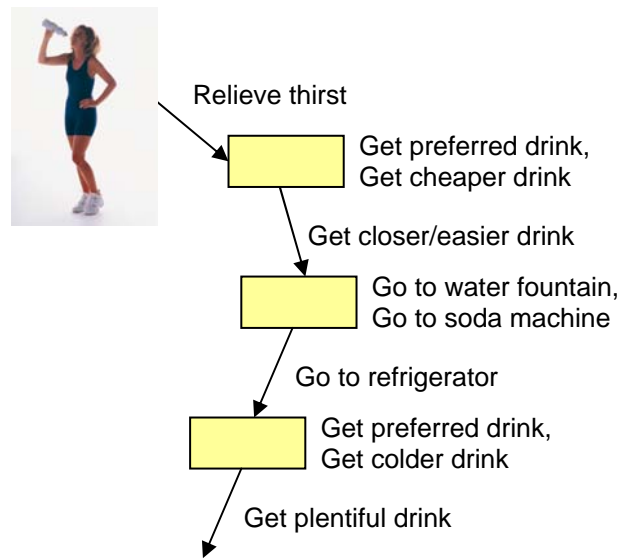 Relieve thirst
Get preferred drink,
Get cheaper drink
Get closer/easier drink
Go to water fountain,
Go to soda machine
Go to refrigerator
Get preferred drink,
Get colder drink
Get plentiful drink